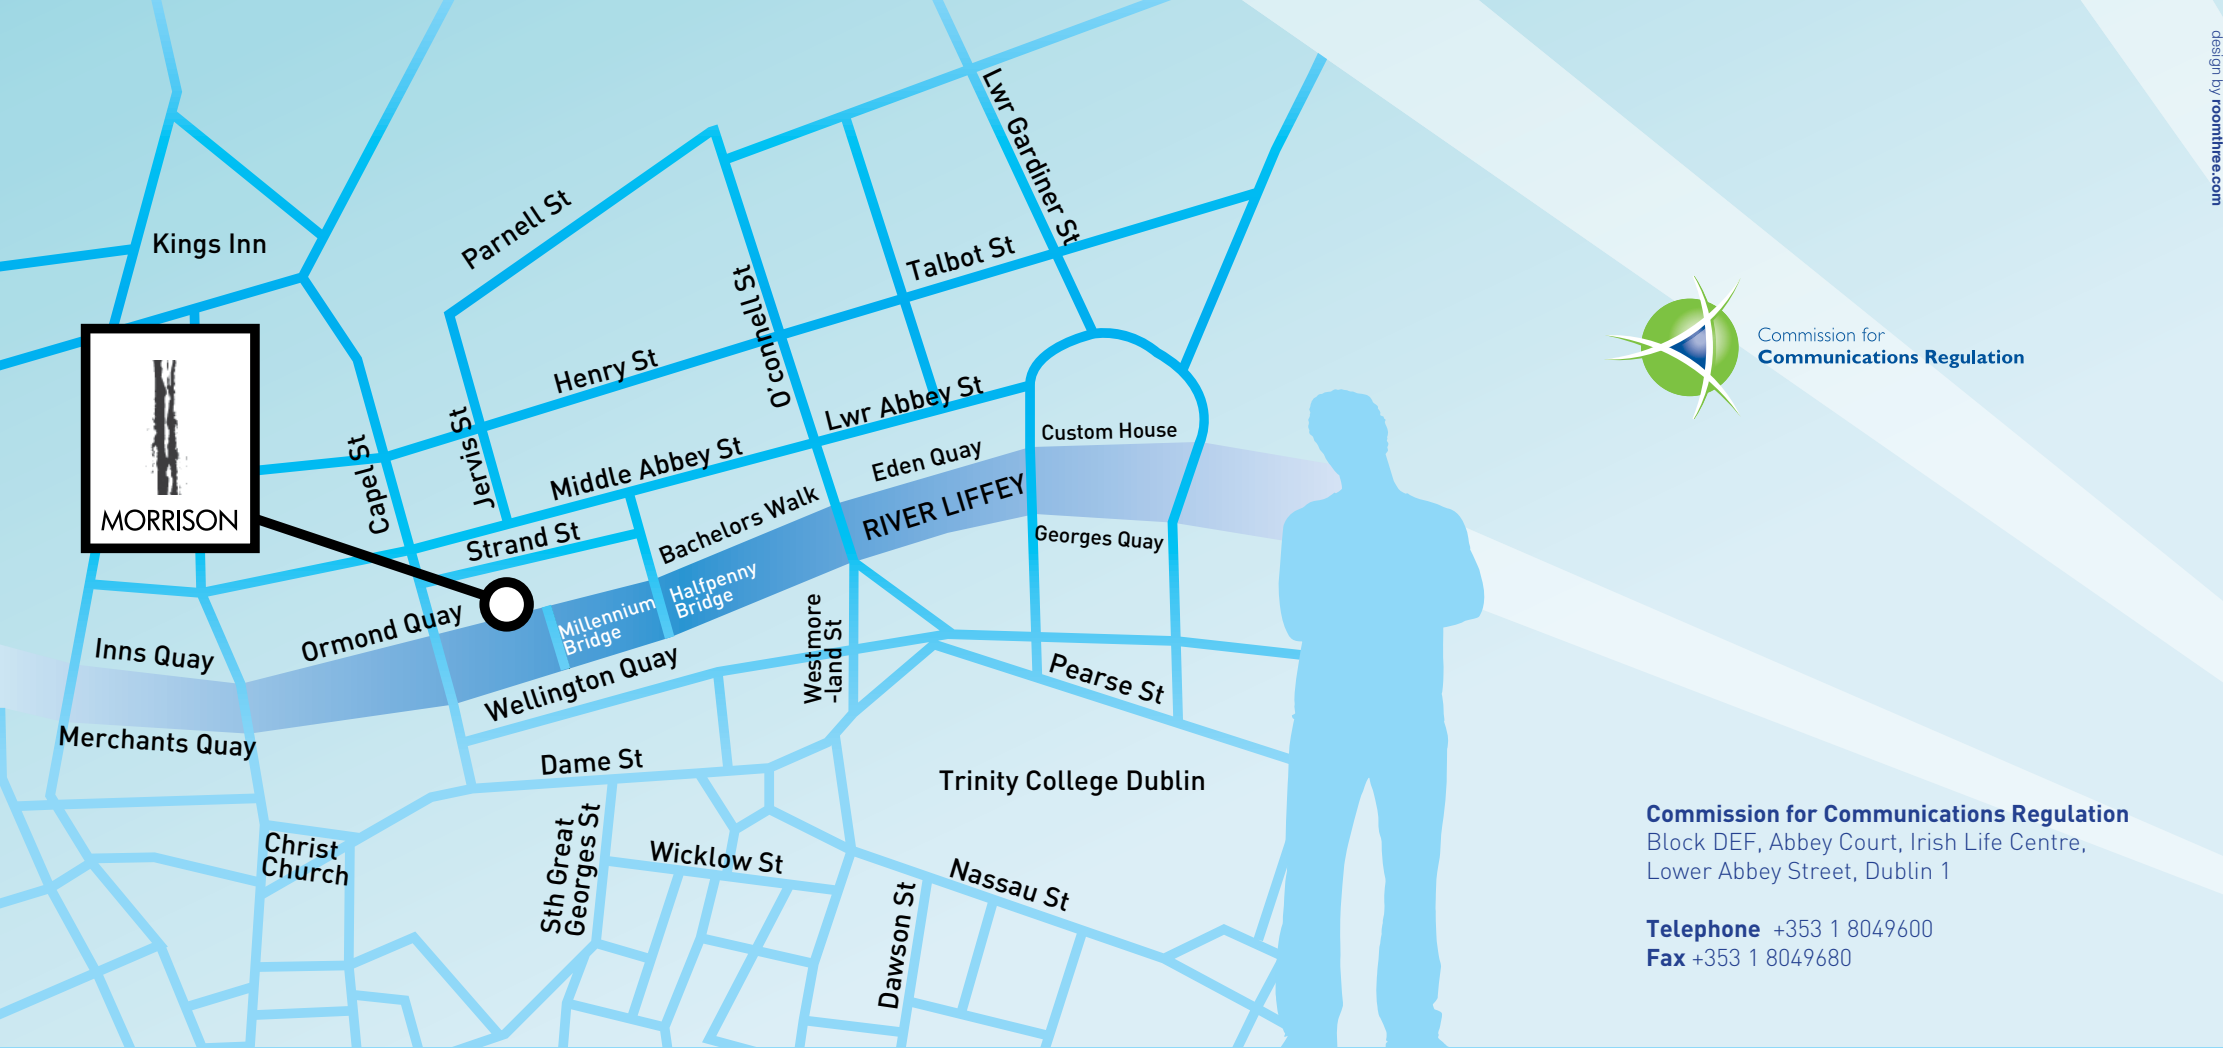 design by roomthree.com
Lwr Gardiner St
Parnell St
Kings Inn
Talbot St
O'connell St
Commission for
Communications Regulation
Henry St
Lwr Abbey St
Jervis St
Capel St
Custom House
Middle Abbey St
Eden Quay
MORRISON
Bachelors Walk
RIVER LIFFEY
Strand St
Georges Quay
Halfpenny
Bridge
Millennium
Bridge
Ormond Quay
Inns Quay
Westmore
-land St
Wellington Quay
Pearse St
Merchants Quay
Dame St
Trinity College Dublin
Commission for Communications Regulation
Block DEF, Abbey Court, Irish Life Centre,
Lower Abbey Street, Dublin 1
Christ
Church
Sth Great
Georges St
Wicklow St
Nassau St
Dawson St
Telephone +353 1 8049600
Fax +353 1 8049680